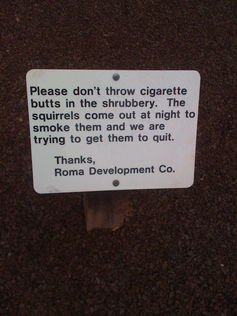 Please don't throw cigarette
butts in the shrubbery. The
squirrels come out at night to
smoke them and we are
trying to get them to quit.
Thanks,
Roma Development Co.